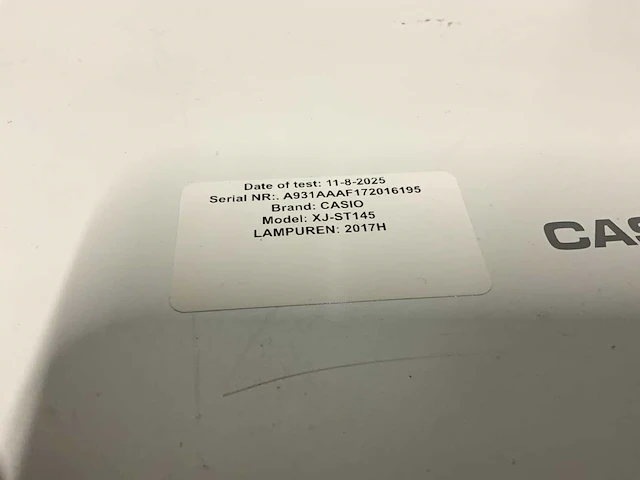 Date of test: 11-8-2025
Serial NR:. A931AAAF172016195
Brand: CASIO
Model: XJ-ST145
LAMPUREN: 2017H
CAS